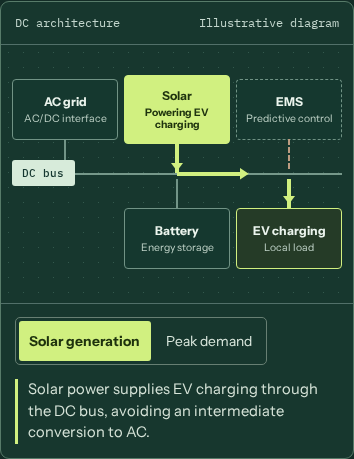 DC architecture
Illustrative diagram
AC grid
AC/DC interface
Solar
Powering EV
charging
EMS
Predictive control
DC bus
Battery
Energy storage
EV charging
Local load
Solar generation
Peak demand
Solar power supplies EV charging through
the DC bus, avoiding an intermediate
conversion to AC.